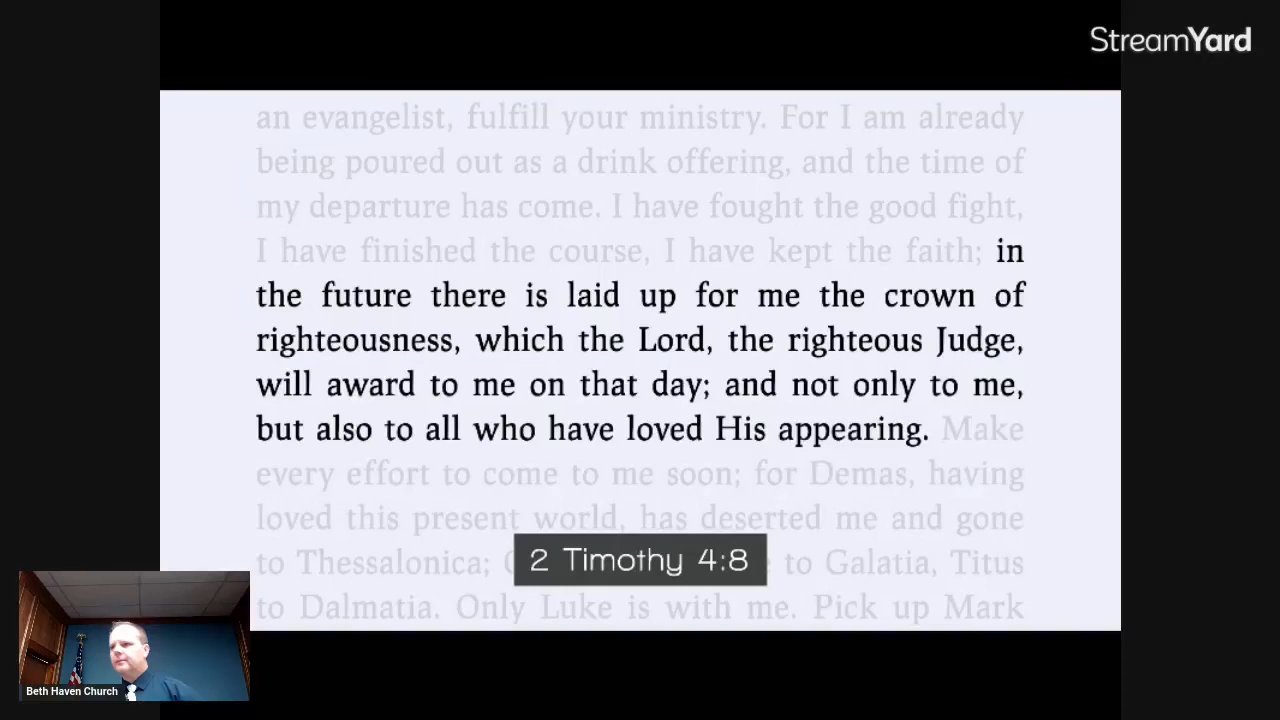 StreamYard
an evangelist, fulfill your ministry. For I am already
being poured out as a drink offering, and the time of
my departure has come. I have fought the good fight,
I have finished the course, I have kept the faith; in
the future there is laid up for me the crown of
righteousness, which the Lord, the righteous Judge,
will award to me on that day; and not only to me,
but also to all who have loved His appearing. Make
every effort to come to me soon; for Demas, having
loved this present world, has deserted me and gone
to Thessalonica; to Galatia, Titus
2 Timothy 4:8
to Dalmatia. Only Luke is with me. Pick up Mark
Beth Haven Church